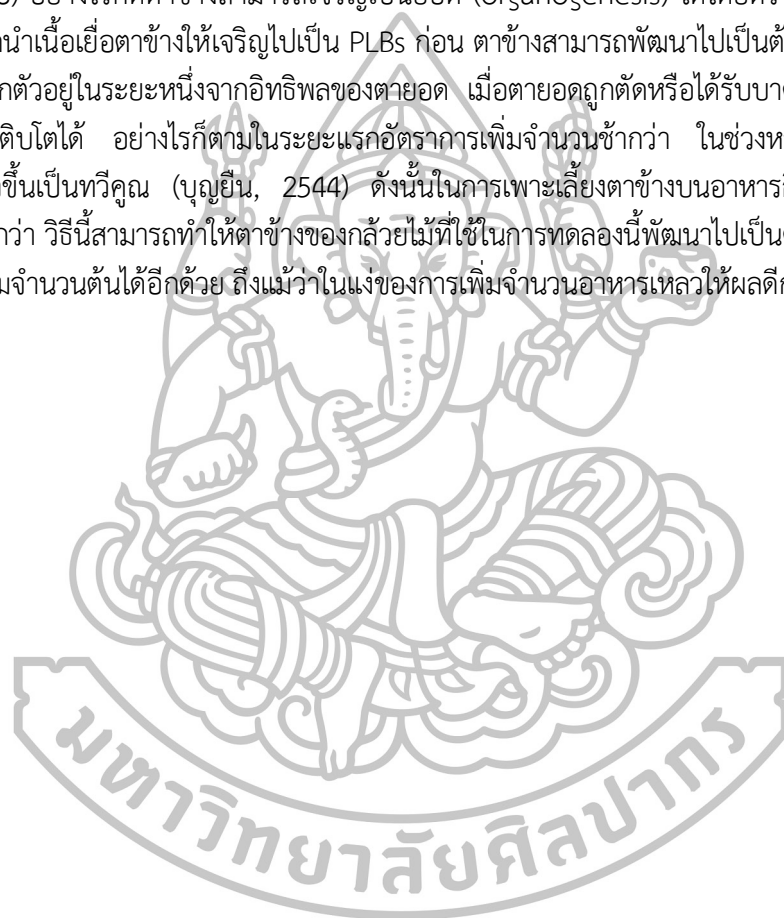 อย่างไรก็ดีตาข้างสามารถเจริญเป็นยอด (Organogenesis)
นำเนื้อเยื่อตาข้างให้เจริญไปเป็น PLBs ก่อน ตาข้างสามารถพัฒนาไปเป็น
กตัวอยู่ในระยะหนึ่งจากอิทธิพลของตายอด เมื่อตายอดถูกตัดหรือได้รับ
ติบโตได้ อย่างไรก็ตามในระยะแรกอัตราการเพิ่มจำนวนช้ากว่า ในช่วง
ขึ้นเป็นทวีคูณ (บุญยืน, 2544) ดังนั้นในการเพาะเลี้ยงตาข้างบนอาหาร
กว่า วิธีนี้สามารถทำให้ตาข้างของกล้วยไม้ที่ใช้ในการทดลองนี้พัฒนาไปเป็น
มจำนวนต้นได้อีกด้วย ถึงแม้ว่าในแง่ของการเพิ่มจำนวนอาหารเหลวให้ผลดี
มหาวิทยาลัยศิลปากร